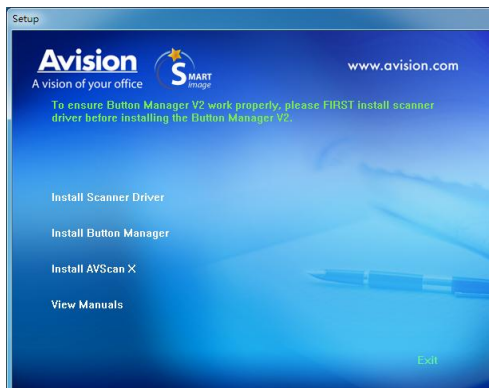 Setup
Avision
A vision of your office
SMART
image
www.avision.com
To ensure Button Manager V2 work properly, please FIRST install scanner
driver before installing the Button Manager V2.
Install Scanner Driver
Install Button Manager
Install AVScan X
View Manuals
Exit